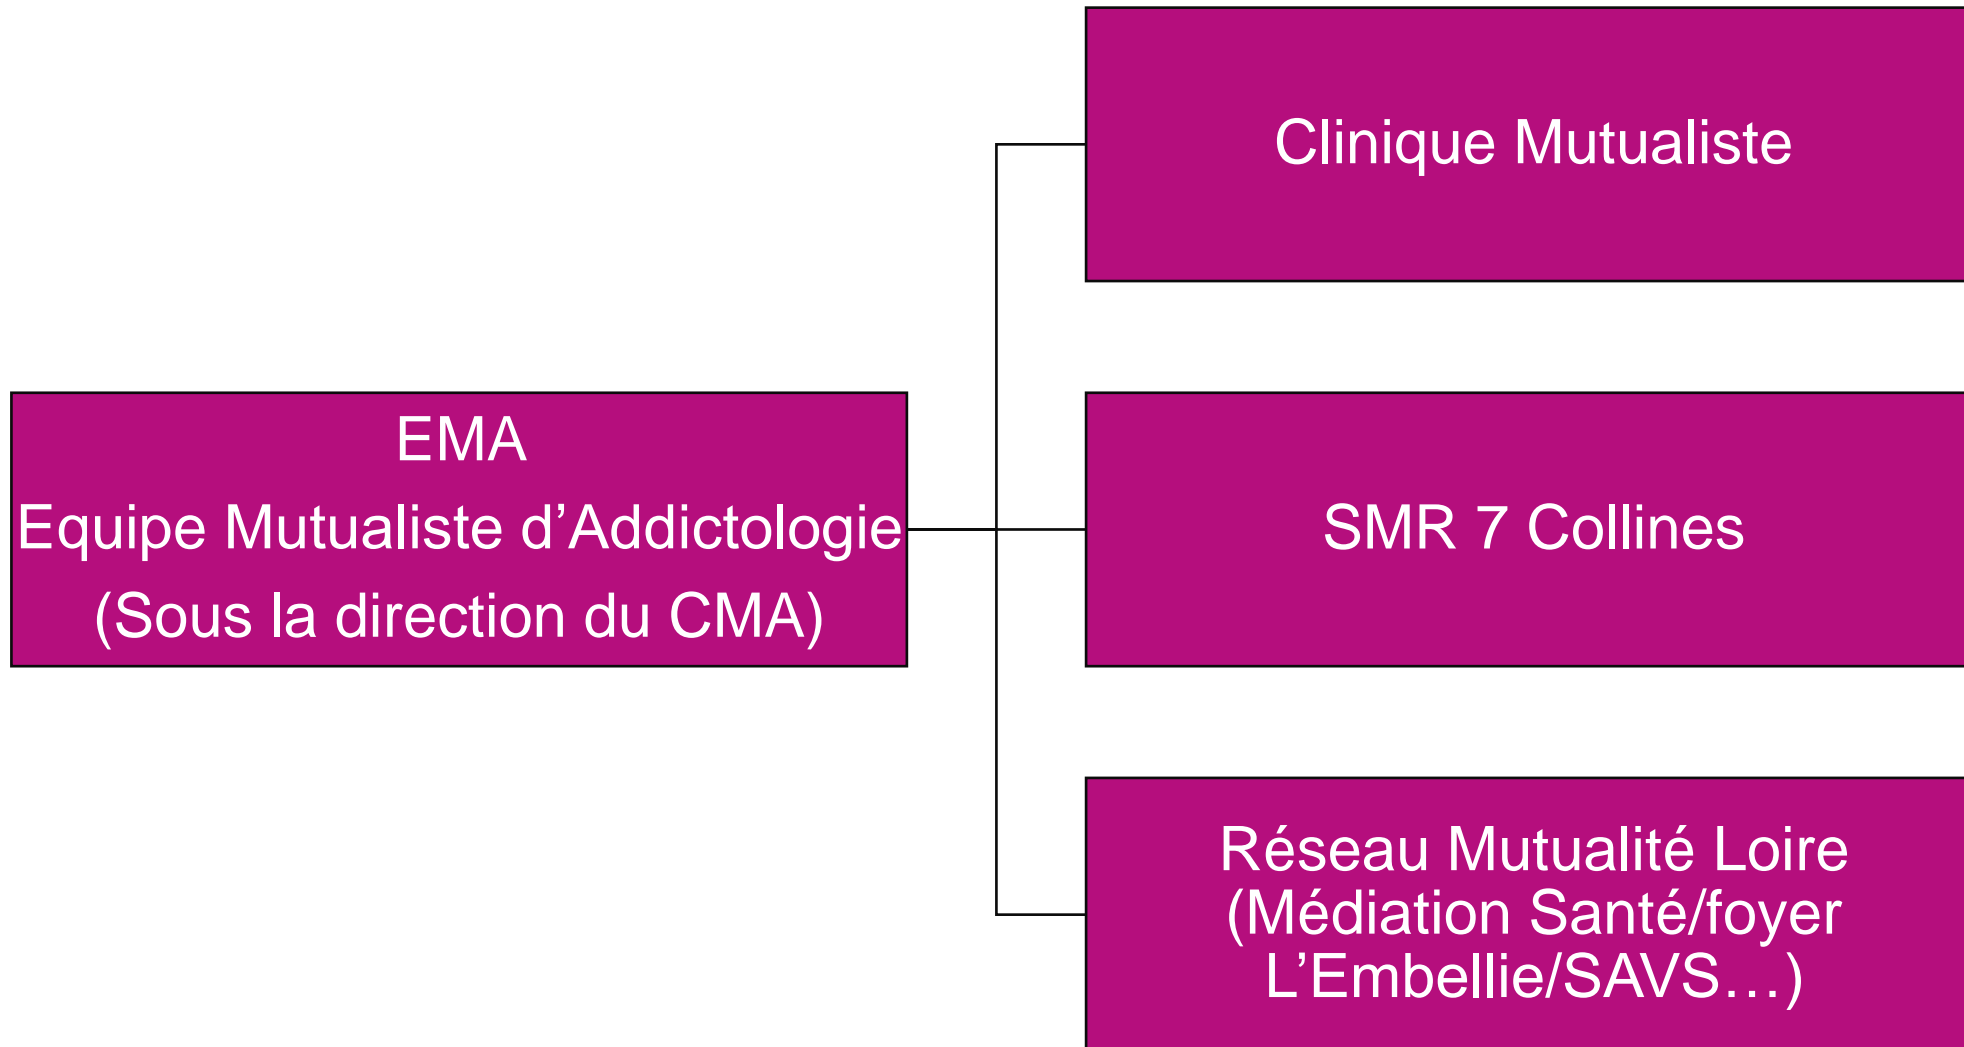 Clinique Mutualiste
EMA
Equipe Mutualiste d’Addictologie
(Sous la direction du CMA)
SMR 7 Collines
Réseau Mutualité Loire
(Médiation Santé/foyer
L’Embellie/SAVS…)